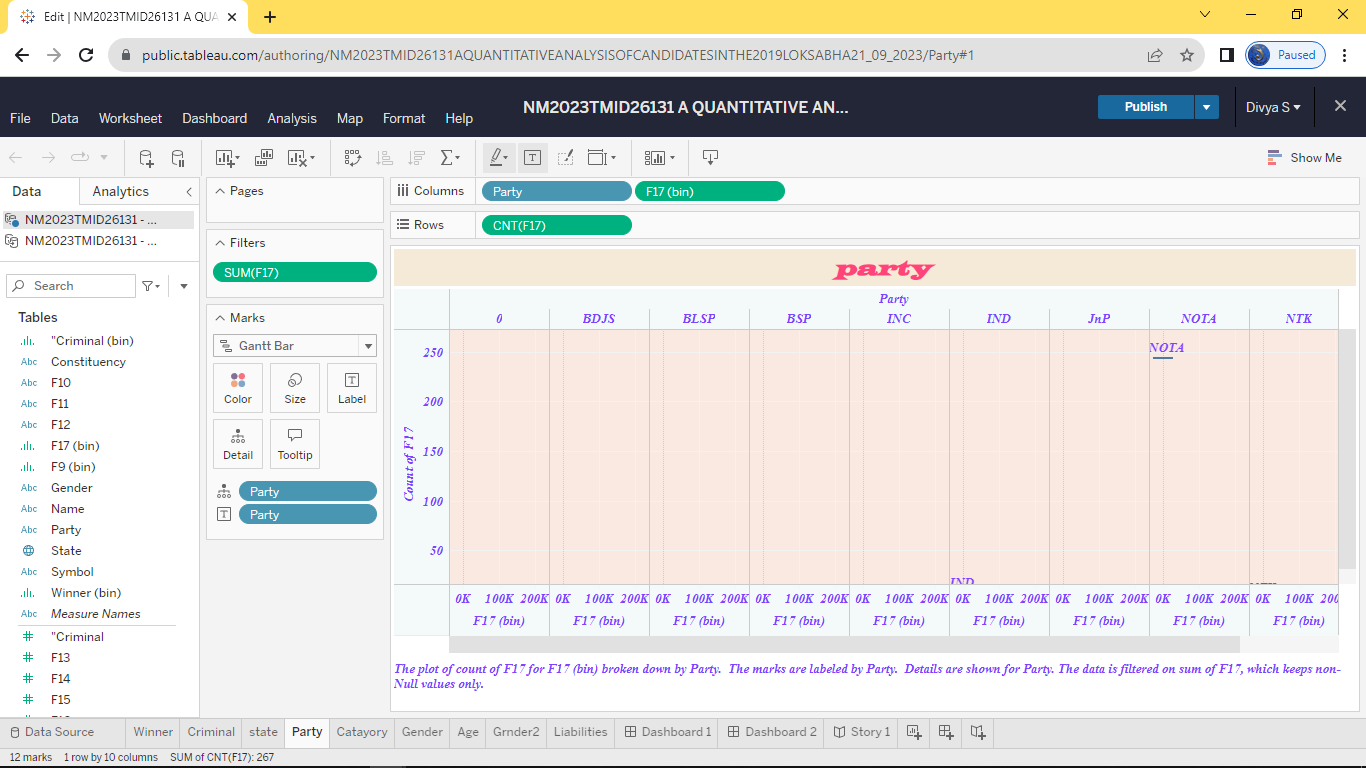 Edit | NM2023TMID26131 A QUA
Paused
public.tableau.com/authoring/NM2023TMID26131AQUANTITATIVEANALYSISOFCANDIDATESINTHE2019LOKSABHA21_09_2023/Party#1
NM2023TMID26131 A QUANTITATIVE AN...
Publish
Divya S
File Data Worksheet Dashboard Analysis Map Format Help
Show Me
Data Analytics
Pages
Columns Party F17 (bin)
NM2023TMID26131 - ...
NM2023TMID26131 - ...
Rows CNT(F17)
Filters
SUM(F17)
Search
Tables
"Criminal (bin)
Constituency
F10
F11
F12
F17 (bin)
F9 (bin)
Gender
Name
Party
State
Symbol
Winner (bin)
Measure Names
"Criminal
F13
F14
F15
Abc
Abc
Abc
Abc
Abc
Abc
Abc
Abc
Abc
Marks
Gantt Bar
Color Size Label
Detail Tooltip
Party
Party
party
Party
0 BDJS BLSP BSP INC IND JnP NOTA NTK
250
200
150
100
50
Count of F17
NOTA
IND
0K 100K 200K 0K 100K 200K 0K 100K 200K 0K 100K 200K 0K 100K 200K 0K 100K 200K 0K 100K 200K 0K 100K 200K 0K 100K
F17 (bin) F17 (bin) F17 (bin) F17 (bin) F17 (bin) F17 (bin) F17 (bin) F17 (bin) F17 (bin)
The plot of count of F17 for F17 (bin) broken down by Party. The marks are labeled by Party. Details are shown for Party. The data is filtered on sum of F17, which keeps non-
Null values only.
Data Source Winner Criminal state Party Catayory Gender Age Grnder2 Liabilities Dashboard 1 Dashboard 2 Story 1
12 marks 1 row by 10 columns SUM of CNT(F17): 267